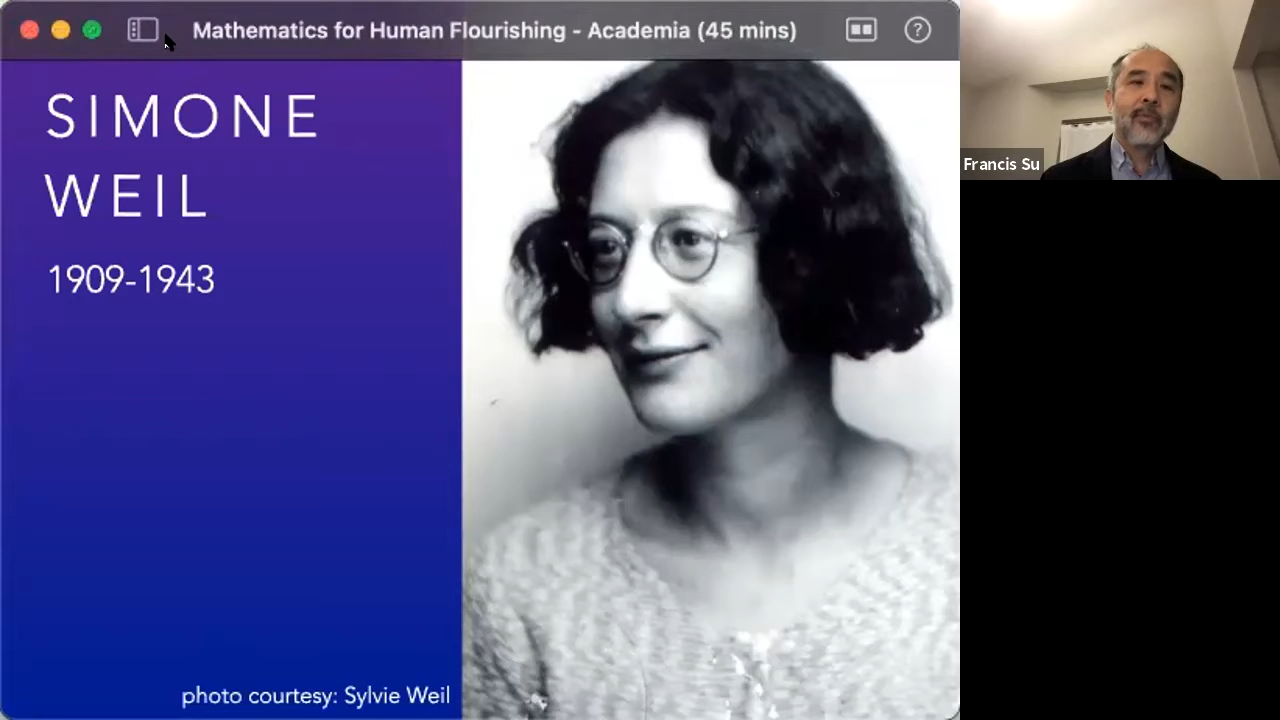 Mathematics for Human Flourishing - Academia (45 mins)
?
SIMONE
WEIL
1909-1943
photo courtesy: Sylvie Weil
Francis Su